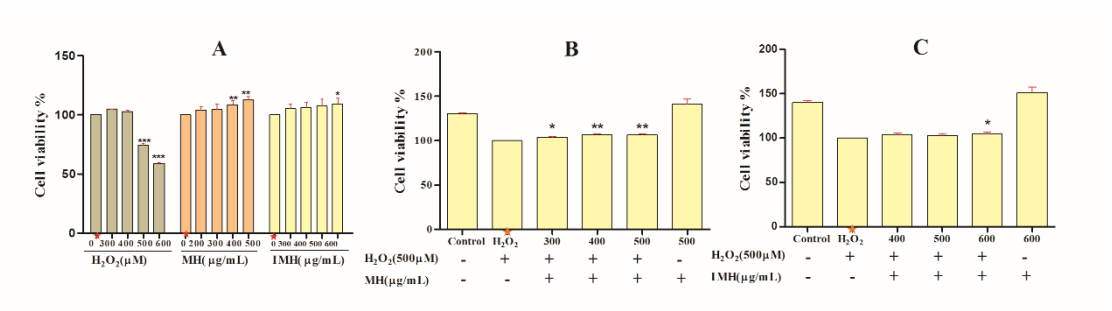 A
Cell viability %
150
100
50
0
***
***
**
**
*
0 300 400 500 600
0 200 300 400 500
0 300 400 500 600
H₂O₂(μM)
MH( μg/mL)
IMH( μg/mL)
B
Cell viability %
200
150
100
50
0
*
**
**
Control H₂O₂ 300 400 500 500
H₂O₂(500μM) - + + + + -
MH(μg/mL) - - + + + +
C
Cell viability %
200
150
100
50
0
*
Control H₂O₂ 400 500 600 600
H₂O₂(500μM) - + + + + -
IMH(μg/mL) - - + + + +